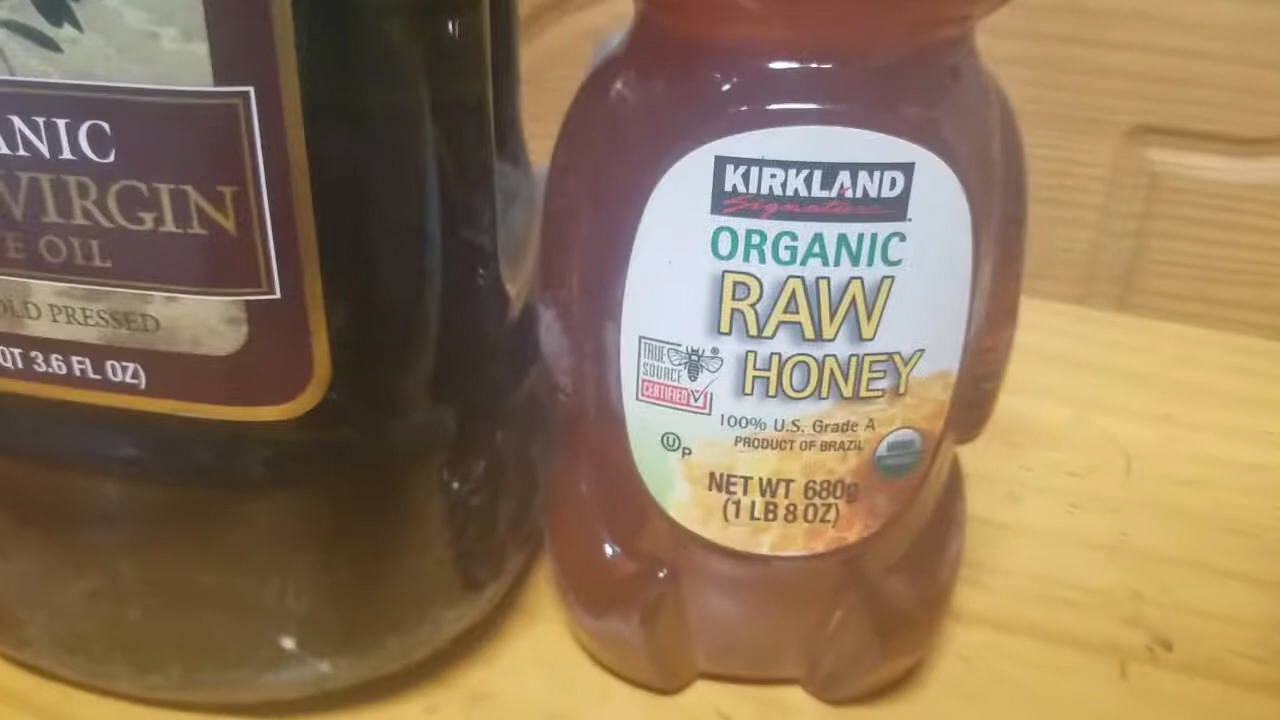 ANIC
VIRGIN
E OIL
OLD PRESSED
QT 3.6 FL OZ)
KIRKLAND
Signature
ORGANIC
RAW
HONEY
TRUE
SOURCE
CERTIFIED
100% U.S. Grade A
PRODUCT OF BRAZIL
U
P
NET WT 680g
(1 LB 8 OZ)